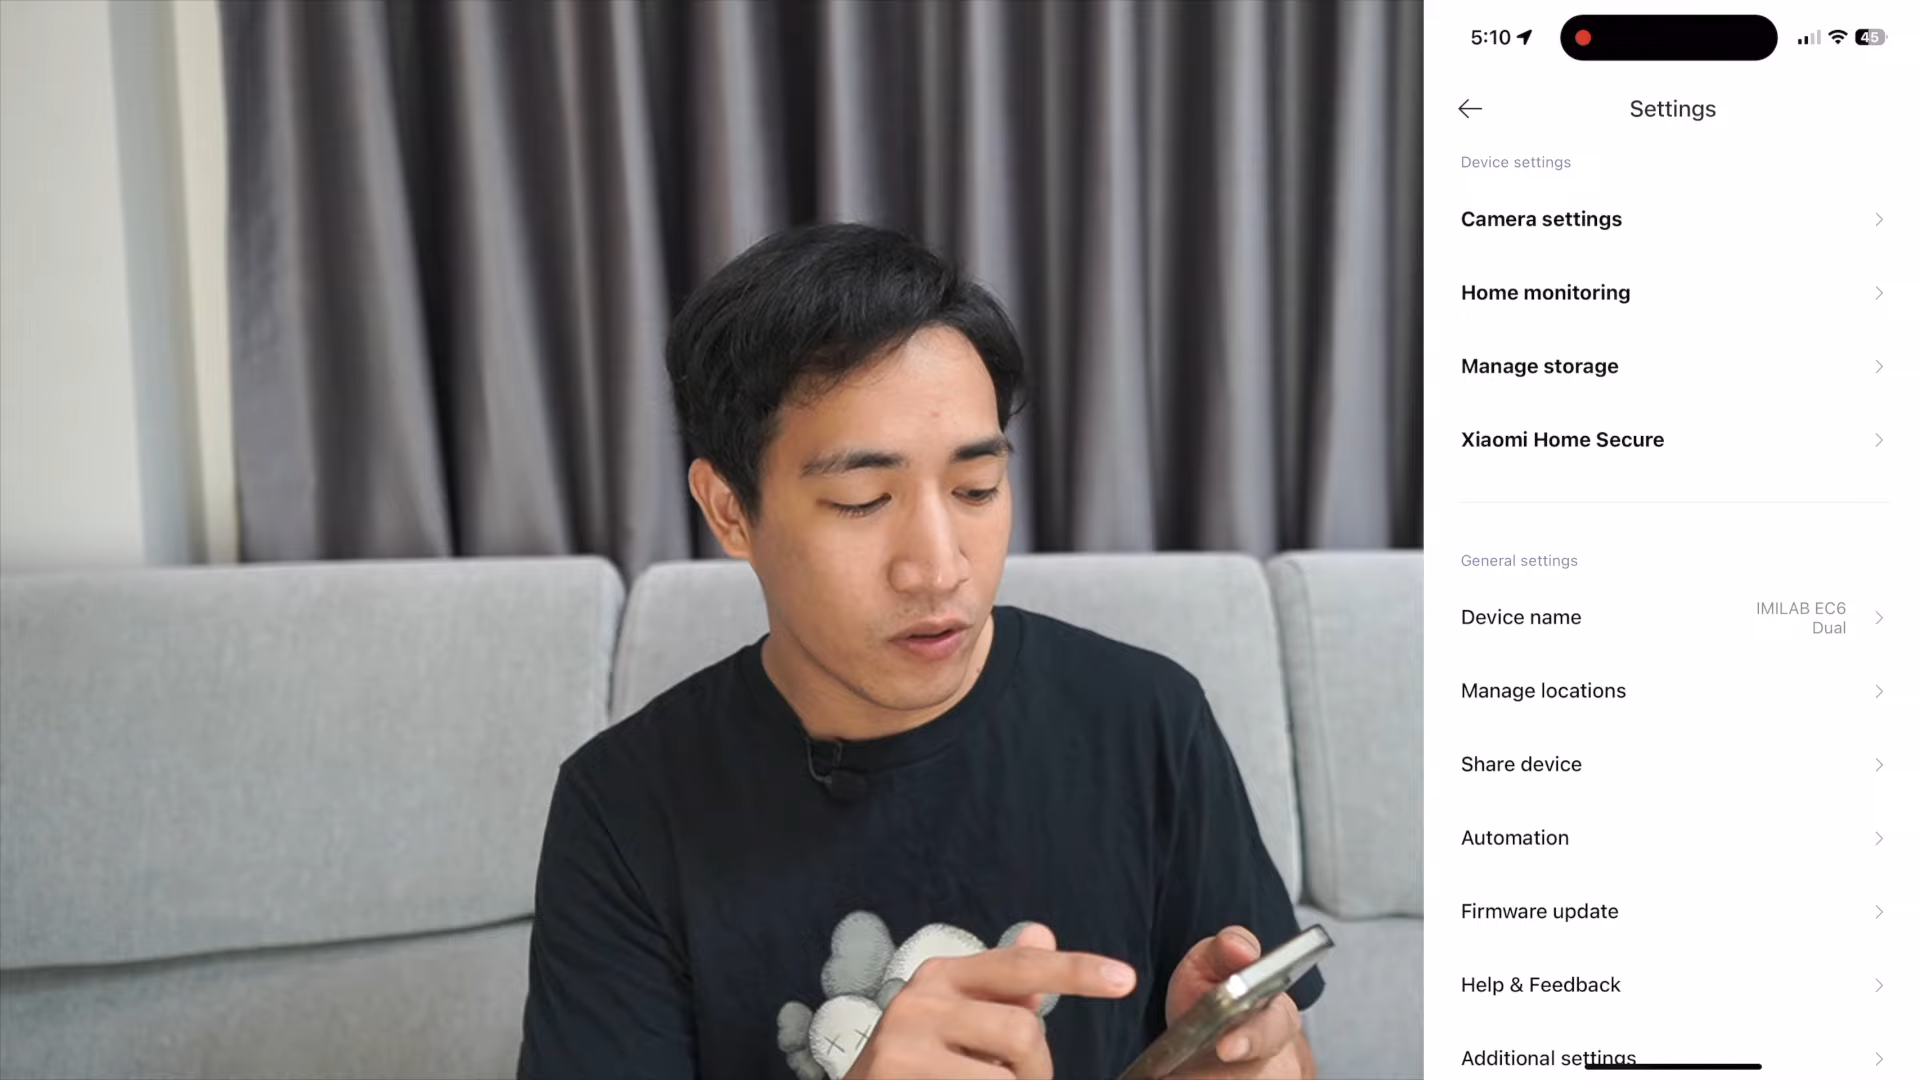 5:10
45
Settings
Device settings
Camera settings
Home monitoring
Manage storage
Xiaomi Home Secure
General settings
Device name
IMILAB EC6
Dual
Manage locations
Share device
Automation
Firmware update
Help & Feedback
Additional settings